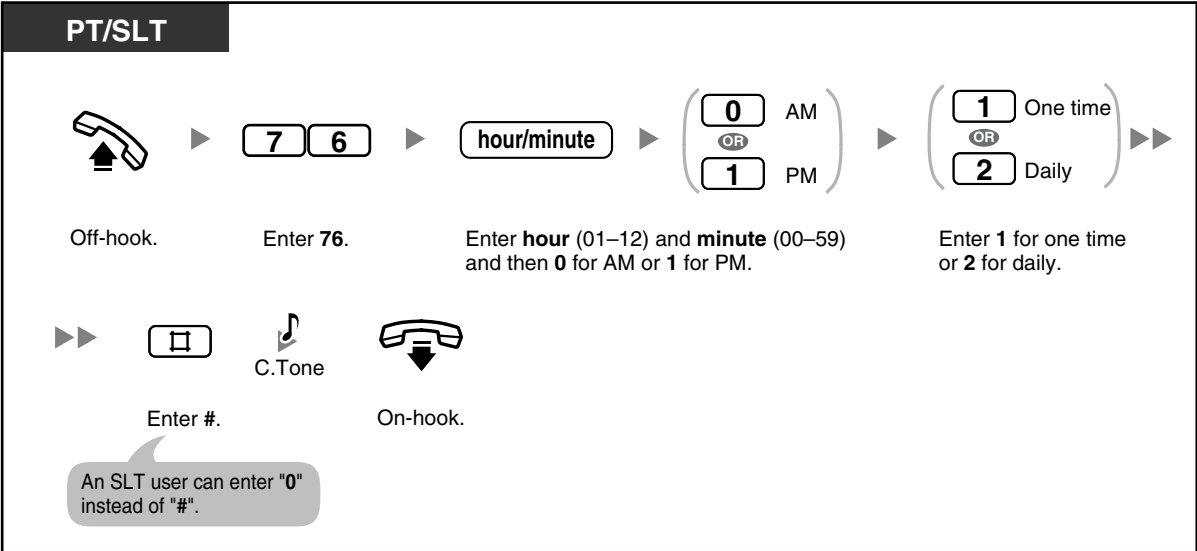 PT/SLT
7 6
hour/minute
0 AM
OR
1 PM
1 One time
OR
2 Daily
Off-hook.
Enter 76.
Enter hour (01–12) and minute (00–59)
and then 0 for AM or 1 for PM.
Enter 1 for one time
or 2 for daily.
#
C.Tone
Enter #.
On-hook.
An SLT user can enter "0"
instead of "#".